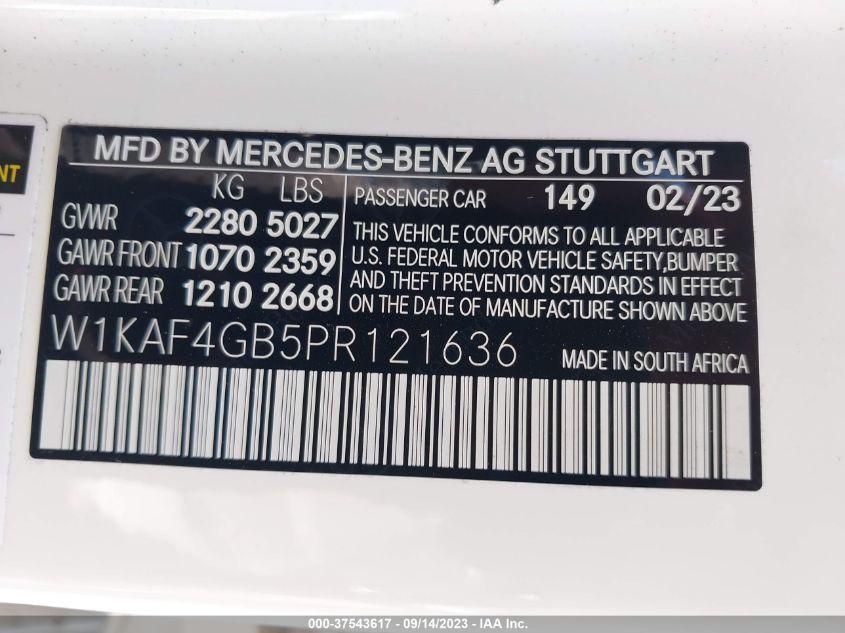 NT
MFD BY MERCEDES-BENZ AG STUTTGART
KG LBS
GVWR 2280 5027
GAWR FRONT 1070 2359
GAWR REAR 1210 2668
PASSENGER CAR 149 02/23
THIS VEHICLE CONFORMS TO ALL APPLICABLE
U.S. FEDERAL MOTOR VEHICLE SAFETY,BUMPER
AND THEFT PREVENTION STANDARDS IN EFFECT
ON THE DATE OF MANUFACTURE SHOWN ABOVE
W1KAF4GB5PR121636 MADE IN SOUTH AFRICA
000-37543617 - 09/14/2023 - IAA Inc.